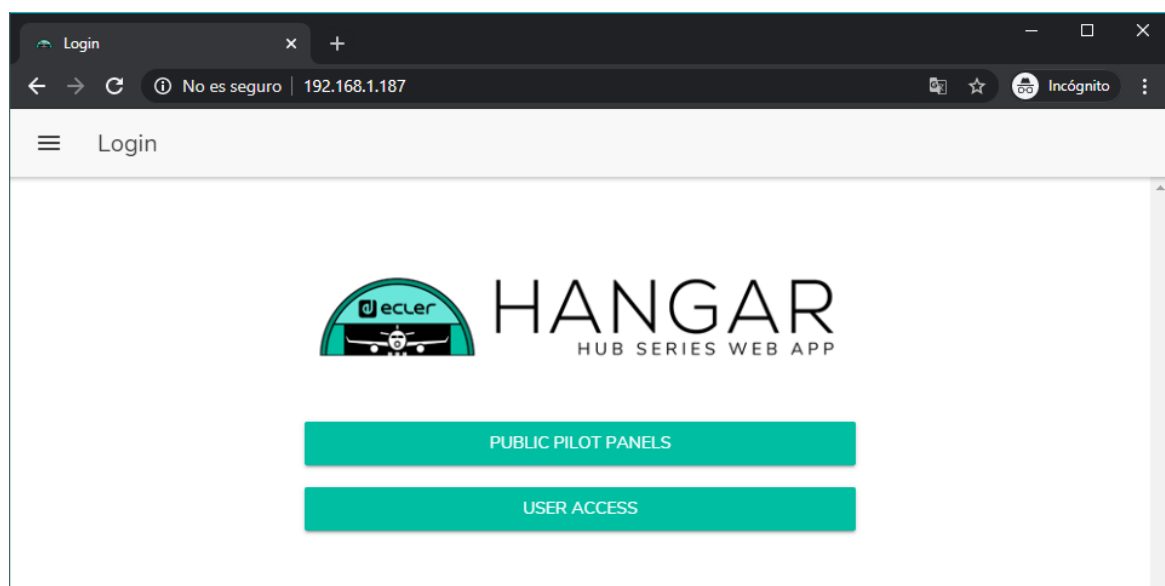 Login
No es seguro
192.168.1.187
Incógnito
Login
ecler
HANGAR
HUB SERIES WEB APP
PUBLIC PILOT PANELS
USER ACCESS